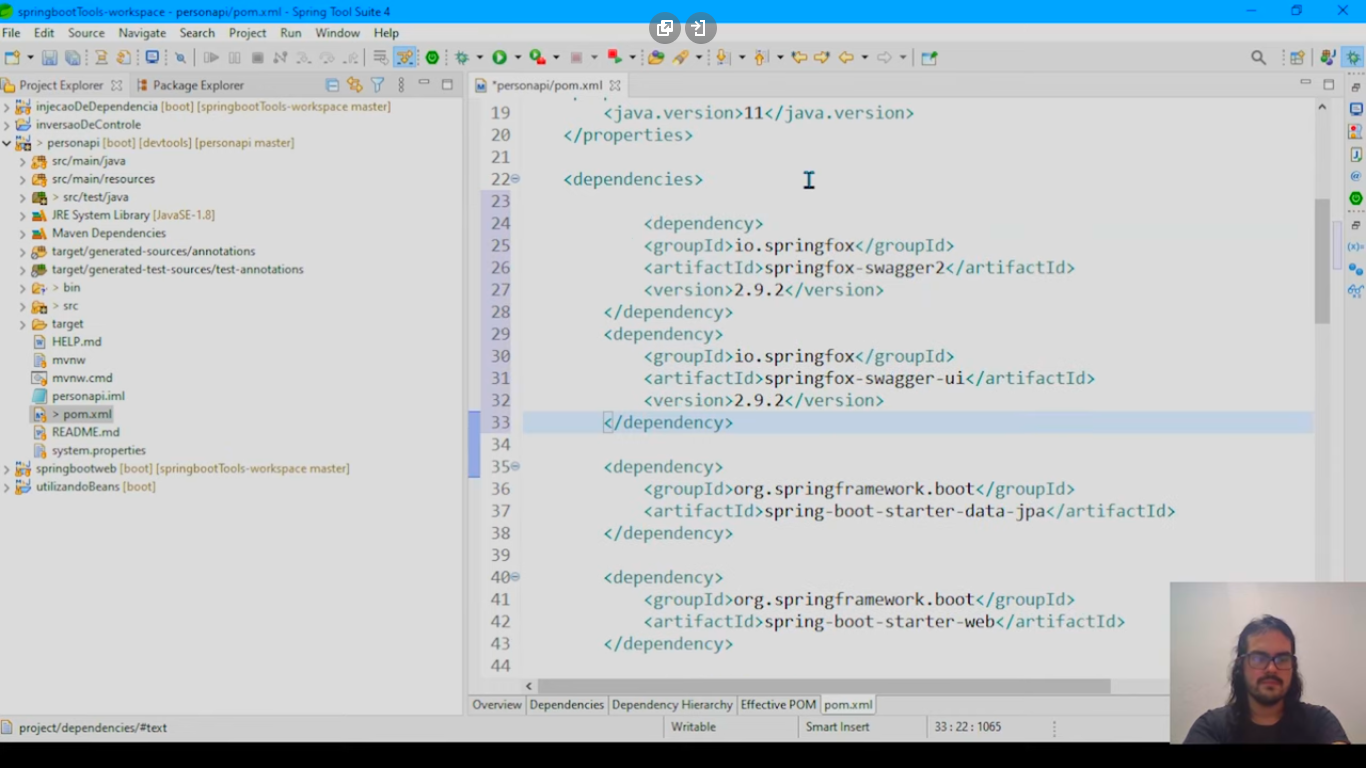 springbootTools-workspace - personapi/pom.xml - Spring Tool Suite 4
File Edit Source Navigate Search Project Run Window Help
Project Explorer Package Explorer
injecaoDeDependencia [boot] [springbootTools-workspace master]
inversaoDeControle
> personapi [boot] [devtools] [personapi master]
src/main/java
src/main/resources
> src/test/java
JRE System Library [JavaSE-1.8]
Maven Dependencies
target/generated-sources/annotations
target/generated-test-sources/test-annotations
> bin
> src
target
HELP.md
mvnw
mvnw.cmd
personapi.iml
> pom.xml
README.md
system.properties
springbootweb [boot] [springbootTools-workspace master]
utilizandoBeans [boot]
*personapi/pom.xml
19 <java.version>11</java.version>
20 </properties>
21
22 <dependencies>
23
24 <dependency>
25 <groupId>io.springfox</groupId>
26 <artifactId>springfox-swagger2</artifactId>
27 <version>2.9.2</version>
28 </dependency>
29 <dependency>
30 <groupId>io.springfox</groupId>
31 <artifactId>springfox-swagger-ui</artifactId>
32 <version>2.9.2</version>
33 </dependency>
34
35 <dependency>
36 <groupId>org.springframework.boot</groupId>
37 <artifactId>spring-boot-starter-data-jpa</artifactId>
38 </dependency>
39
40 <dependency>
41 <groupId>org.springframework.boot</groupId>
42 <artifactId>spring-boot-starter-web</artifactId>
43 </dependency>
44
Overview Dependencies Dependency Hierarchy Effective POM pom.xml
project/dependencies/#text Writable Smart Insert 33 : 22 : 1065